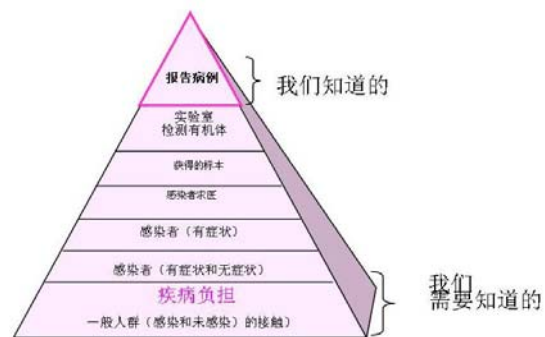 报告病例
我们知道的
实验室
检测有机体
获得的标本
感染者求医
感染者（有症状）
感染者（有症状和无症状）
疾病负担
一般人群（感染和未感染）的接触）
我们
需要知道的